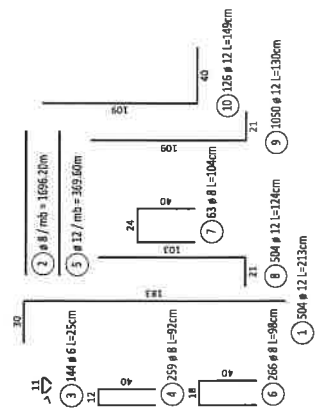 30
183
1 504 ø 12 L=213cm
2 ø 8 / mb = 1696.20m
5 ø 12 / mb = 369.60m
11
3 144 ø 6 L=25cm
12
40
4 259 ø 8 L=92cm
18
40
6 266 ø 8 L=98cm
24
40
7 63 ø 8 L=104cm
103
21
8 504 ø 12 L=124cm
109
21
9 1050 ø 12 L=130cm
109
40
10 126 ø 12 L=149cm